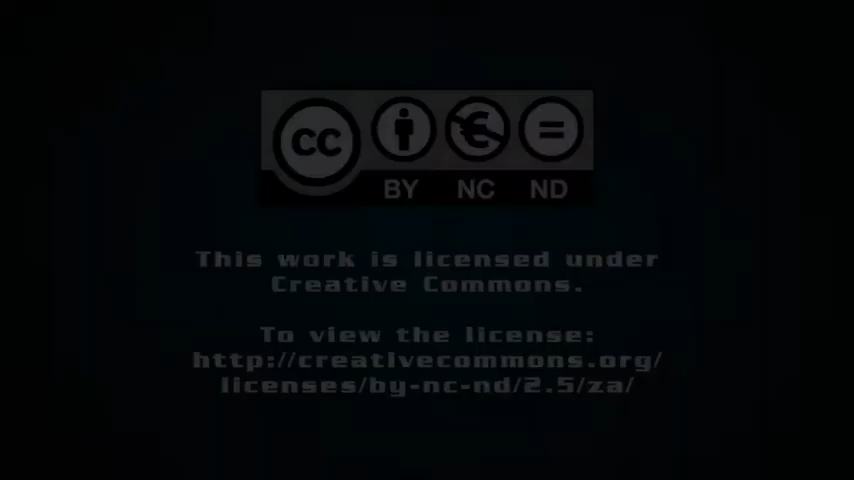 cc
BY NC ND
This work is licensed under
Creative Commons.
To view the license:
http://creativecommons.org/
licenses/by-nc-nd/2.5/za/